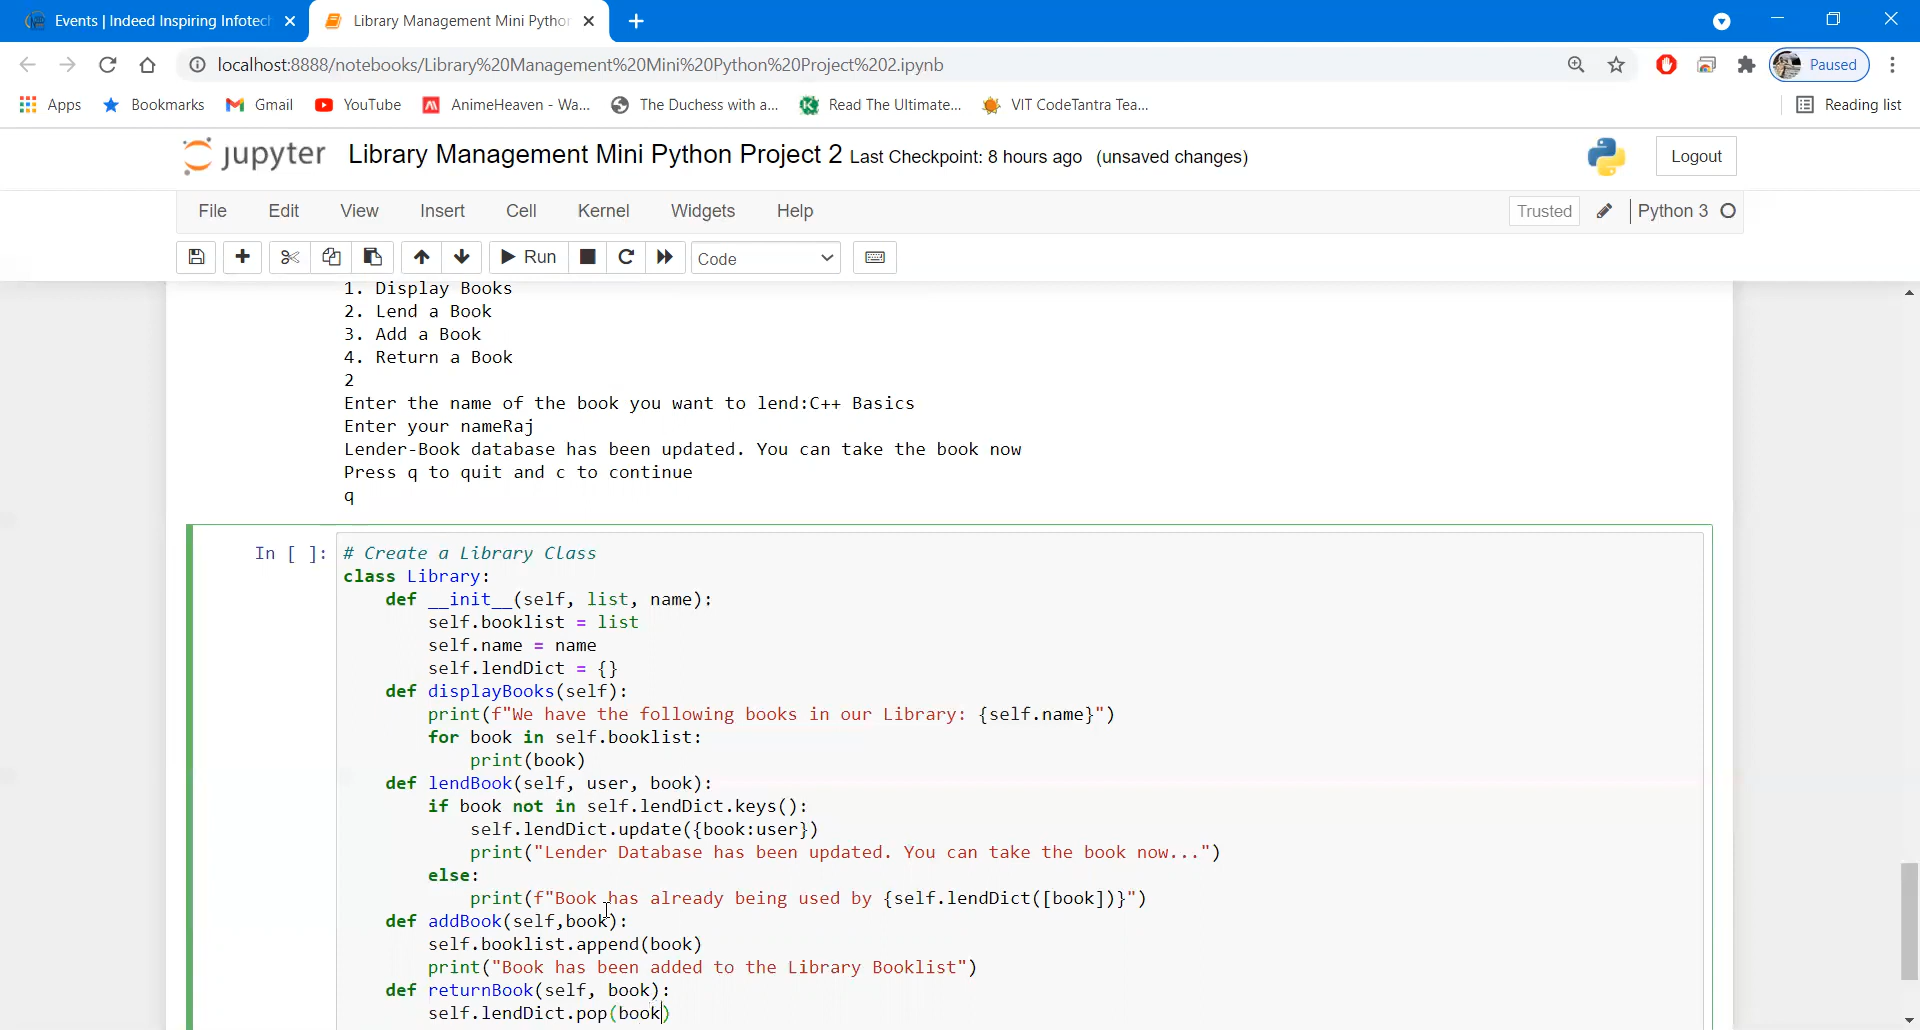 Events | Indeed Inspiring Infotech
Library Management Mini Python
localhost:8888/notebooks/Library%20Management%20Mini%20Python%20Project%202.ipynb
Paused
Apps
Bookmarks
Gmail
YouTube
AnimeHeaven - Wa...
The Duchess with a...
Read The Ultimate...
VIT CodeTantra Tea...
Reading list
jupyter Library Management Mini Python Project 2 Last Checkpoint: 8 hours ago (unsaved changes)
Logout
File Edit View Insert Cell Kernel Widgets Help
Trusted Python 3
Run Code
1. Display Books
2. Lend a Book
3. Add a Book
4. Return a Book
2
Enter the name of the book you want to lend:C++ Basics
Enter your nameRaj
Lender-Book database has been updated. You can take the book now
Press q to quit and c to continue
q
In [ ]: # Create a Library Class
class Library:
def __init__(self, list, name):
self.booklist = list
self.name = name
self.lendDict = {}
def displayBooks(self):
print(f"We have the following books in our Library: {self.name}")
for book in self.booklist:
print(book)
def lendBook(self, user, book):
if book not in self.lendDict.keys():
self.lendDict.update({book:user})
print("Lender Database has been updated. You can take the book now...")
else:
print(f"Book has already being used by {self.lendDict([book])}")
def addBook(self,book):
self.booklist.append(book)
print("Book has been added to the Library Booklist")
def returnBook(self, book):
self.lendDict.pop(book)